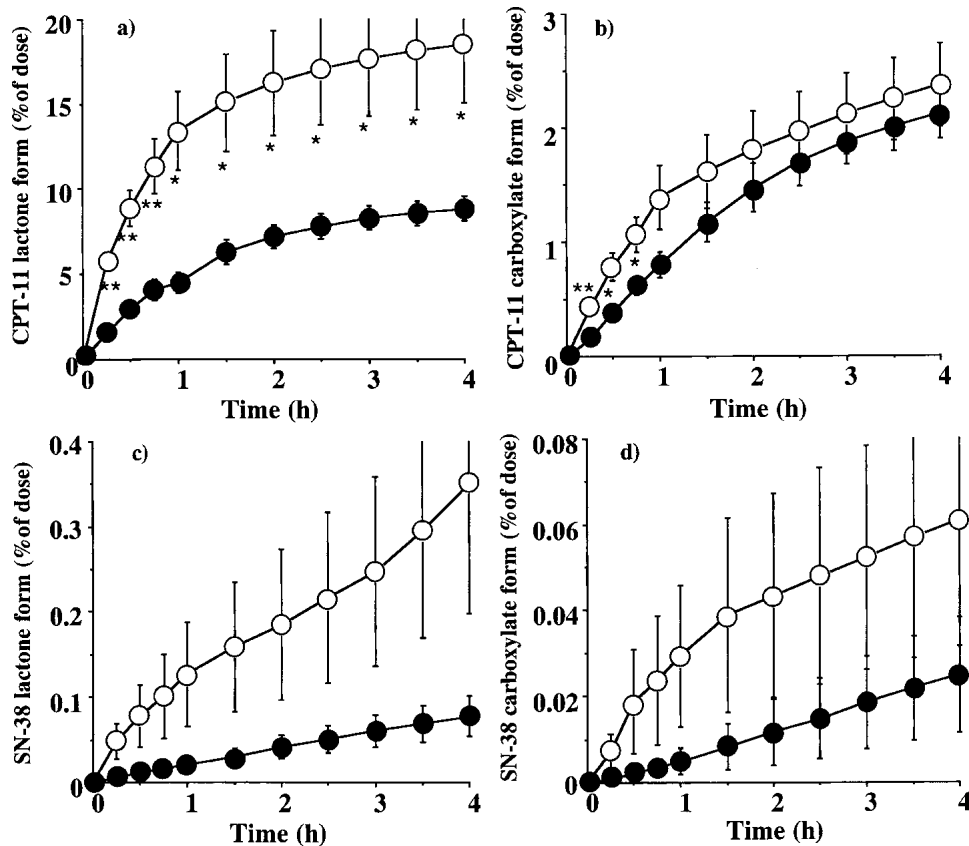 a)
CPT-11 lactone form (% of dose)
20
15
10
5
0
** ** ** * * * * * * *
0 1 2 3 4
Time (h)
b)
CPT-11 carboxylate form (% of dose)
3
2
1
0
** * *
0 1 2 3 4
Time (h)
c)
SN-38 lactone form (% of dose)
0.4
0.3
0.2
0.1
0
0 1 2 3 4
Time (h)
d)
SN-38 carboxylate form (% of dose)
0.08
0.06
0.04
0.02
0
0 1 2 3 4
Time (h)